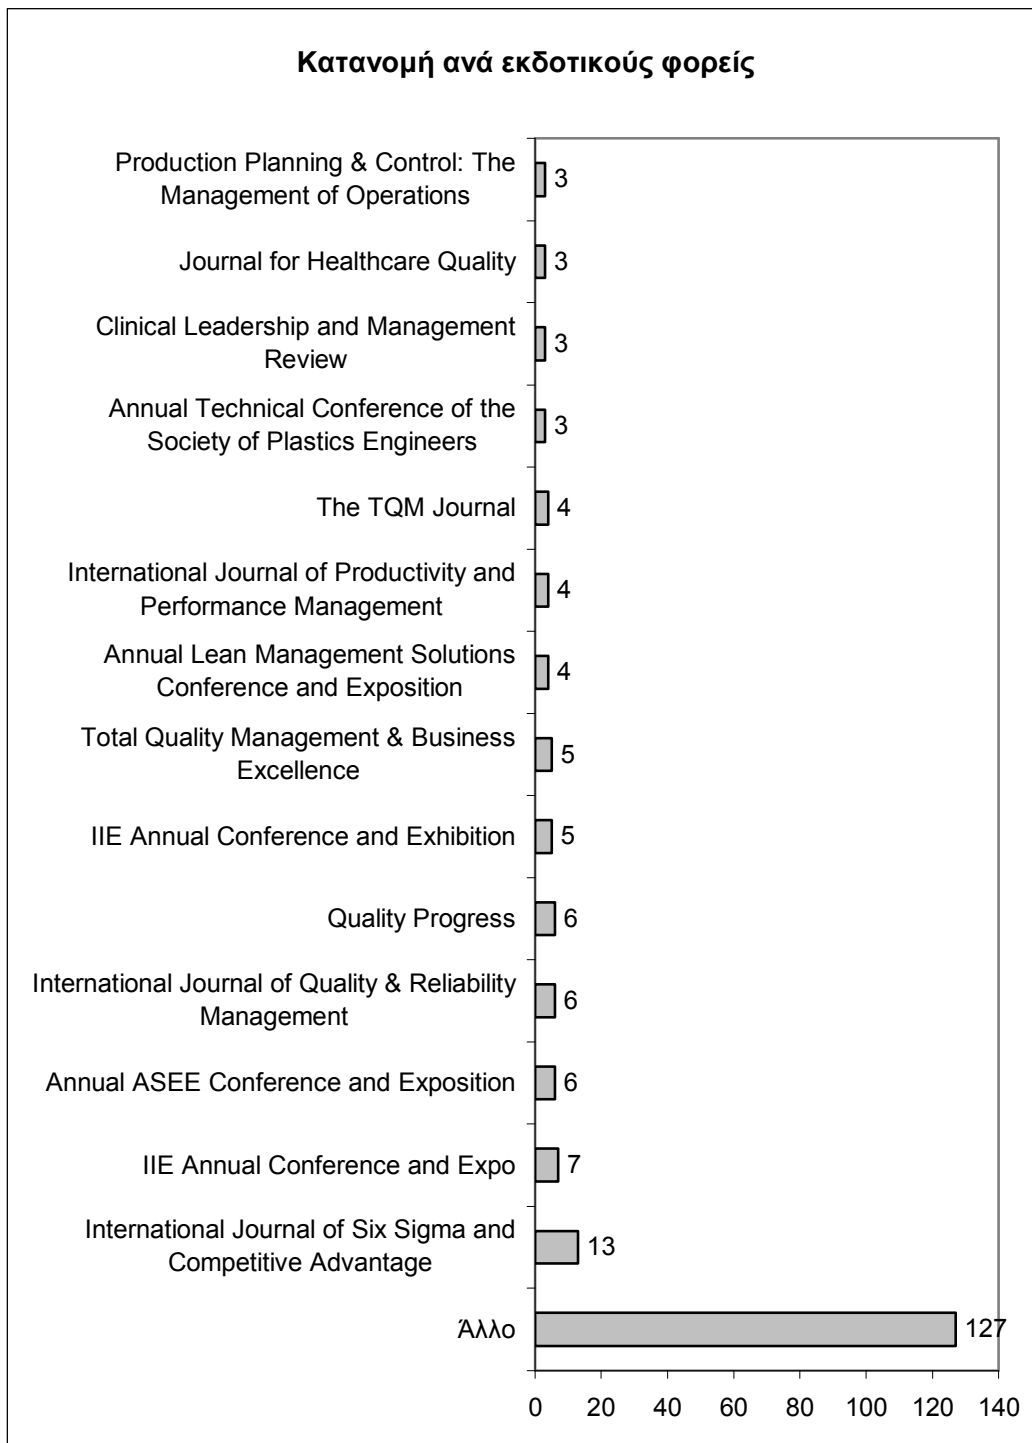 Κατανομή ανά εκδοτικούς φορείς
Production Planning & Control: The
Management of Operations
3
Journal for Healthcare Quality
3
Clinical Leadership and Management
Review
3
Annual Technical Conference of the
Society of Plastics Engineers
3
The TQM Journal
4
International Journal of Productivity and
Performance Management
4
Annual Lean Management Solutions
Conference and Exposition
4
Total Quality Management & Business
Excellence
5
IIE Annual Conference and Exhibition
5
Quality Progress
6
International Journal of Quality & Reliability
Management
6
Annual ASEE Conference and Exposition
6
IIE Annual Conference and Expo
7
International Journal of Six Sigma and
Competitive Advantage
13
Άλλο
127
0 20 40 60 80 100 120 140